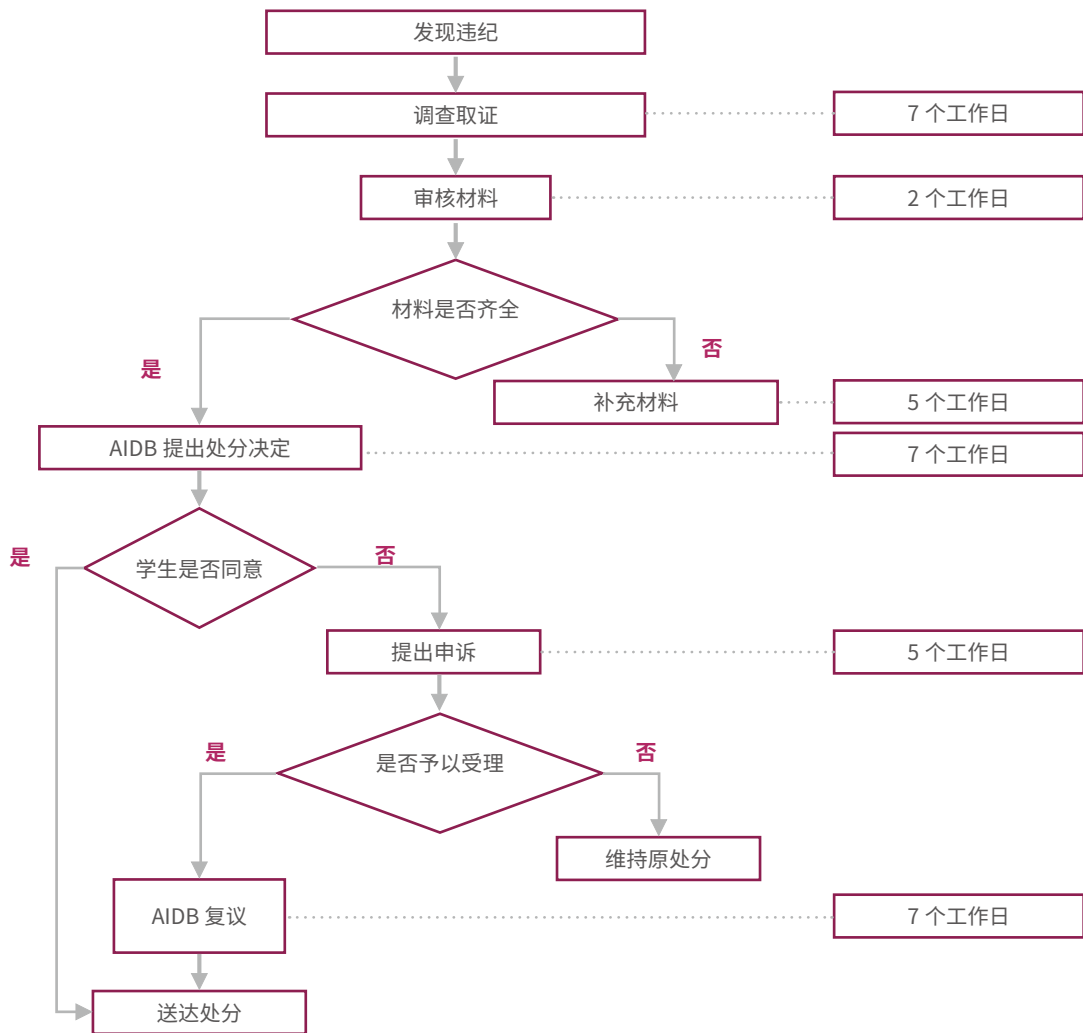 发现违纪
调查取证
7 个工作日
审核材料
2 个工作日
材料是否齐全
是
否
补充材料
5 个工作日
AIDB 提出处分决定
7 个工作日
是
学生是否同意
否
提出申诉
5 个工作日
是
是否予以受理
否
维持原处分
AIDB 复议
7 个工作日
送达处分